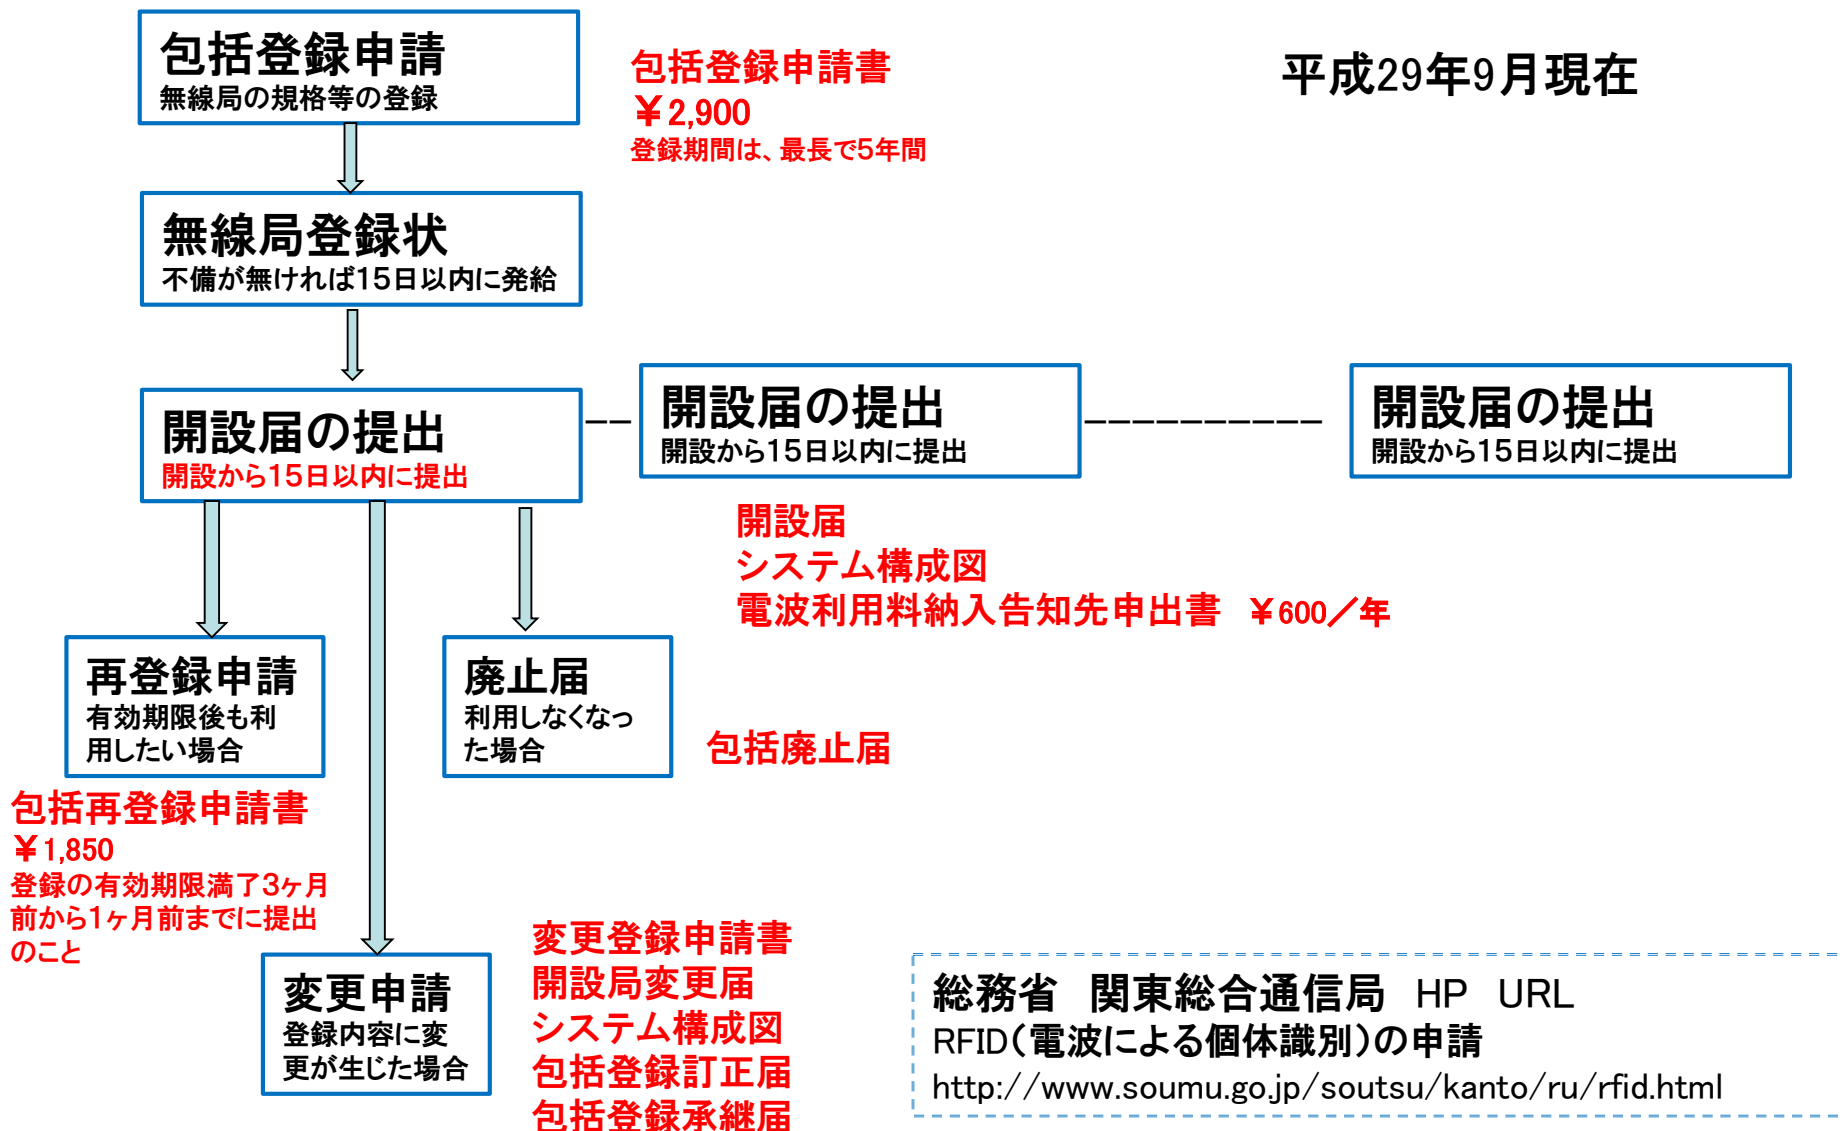 包括登録申請
無線局の規格等の登録
包括登録申請書
¥2,900
登録期間は、最長で5年間
平成29年9月現在
無線局登録状
不備が無ければ15日以内に発給
開設届の提出
開設から15日以内に提出
開設届の提出
開設から15日以内に提出
開設届の提出
開設から15日以内に提出
開設届
システム構成図
電波利用料納入告知先申出書 ¥600／年
再登録申請
有効期限後も利
用したい場合
廃止届
利用しなくなっ
た場合
包括廃止届
包括再登録申請書
¥1,850
登録の有効期限満了3ヶ月
前から1ヶ月前までに提出
のこと
変更申請
登録内容に変
更が生じた場合
変更登録申請書
開設局変更届
システム構成図
包括登録訂正届
包括登録承継届
総務省　関東総合通信局　HP　URL
RFID(電波による個体識別)の申請
http://www.soumu.go.jp/soutsu/kanto/ru/rfid.html